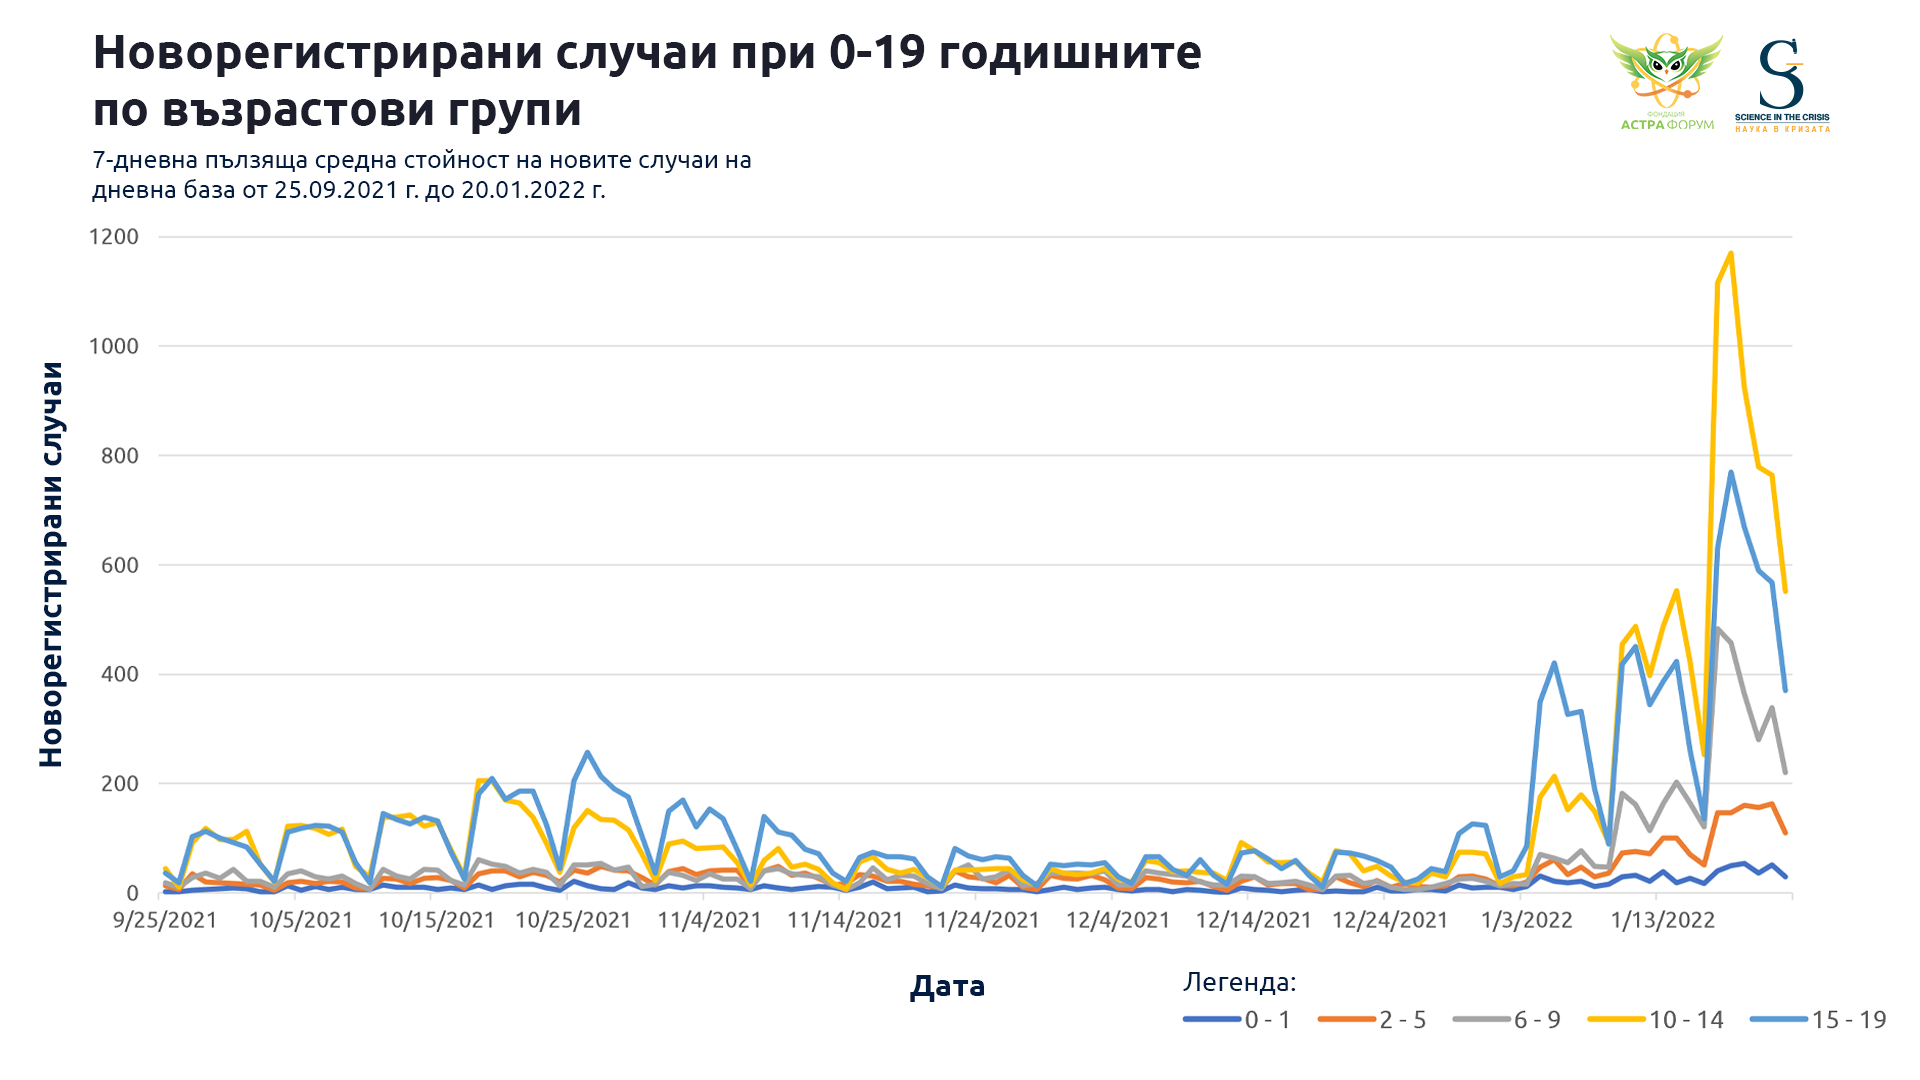 Новорегистрирани случаи при 0-19 годишните
по възрастови групи
7-дневна пълзяща средна стойност на новите случаи на
дневна база от 25.09.2021 г. до 20.01.2022 г.
ФОНДАЦИЯ
АСТРА ФОРУМ
SCIENCE IN THE CRISIS
НАУКА В КРИЗАТА
Новорегистрирани случаи
1200
1000
800
600
400
200
0
9/25/2021 10/5/2021 10/15/2021 10/25/2021 11/4/2021 11/14/2021 11/24/2021 12/4/2021 12/14/2021 12/24/2021 1/3/2022 1/13/2022
Дата
Легенда:
0 - 1 2 - 5 6 - 9 10 - 14 15 - 19